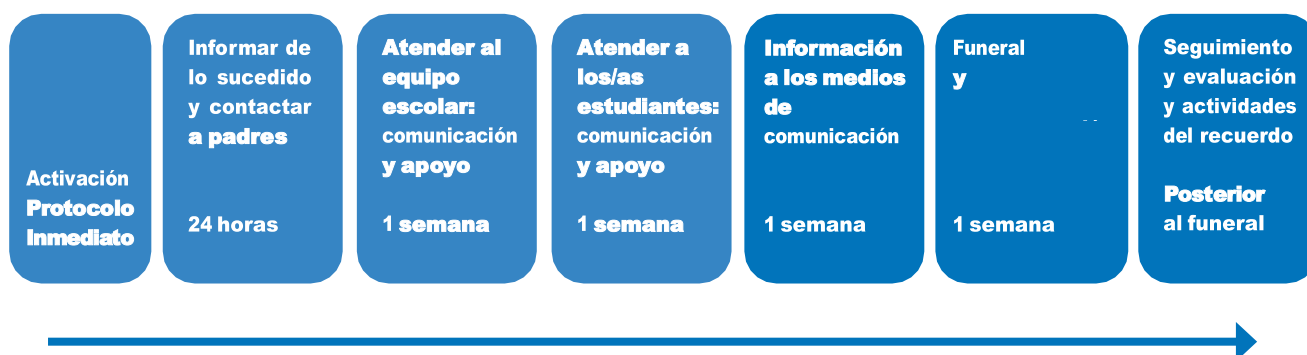 Activación
Protocolo
Inmediato
Informar de
lo sucedido
y contactar
a padres
24 horas
Atender al
equipo
escolar:
comunicación
y apoyo
1 semana
Atender a
los/as
estudiantes:
comunicación
y apoyo
1 semana
Información
a los medios
de
comunicación
1 semana
Funeral
y
1 semana
Seguimiento
y evaluación
y actividades
del recuerdo
Posterior
al funeral